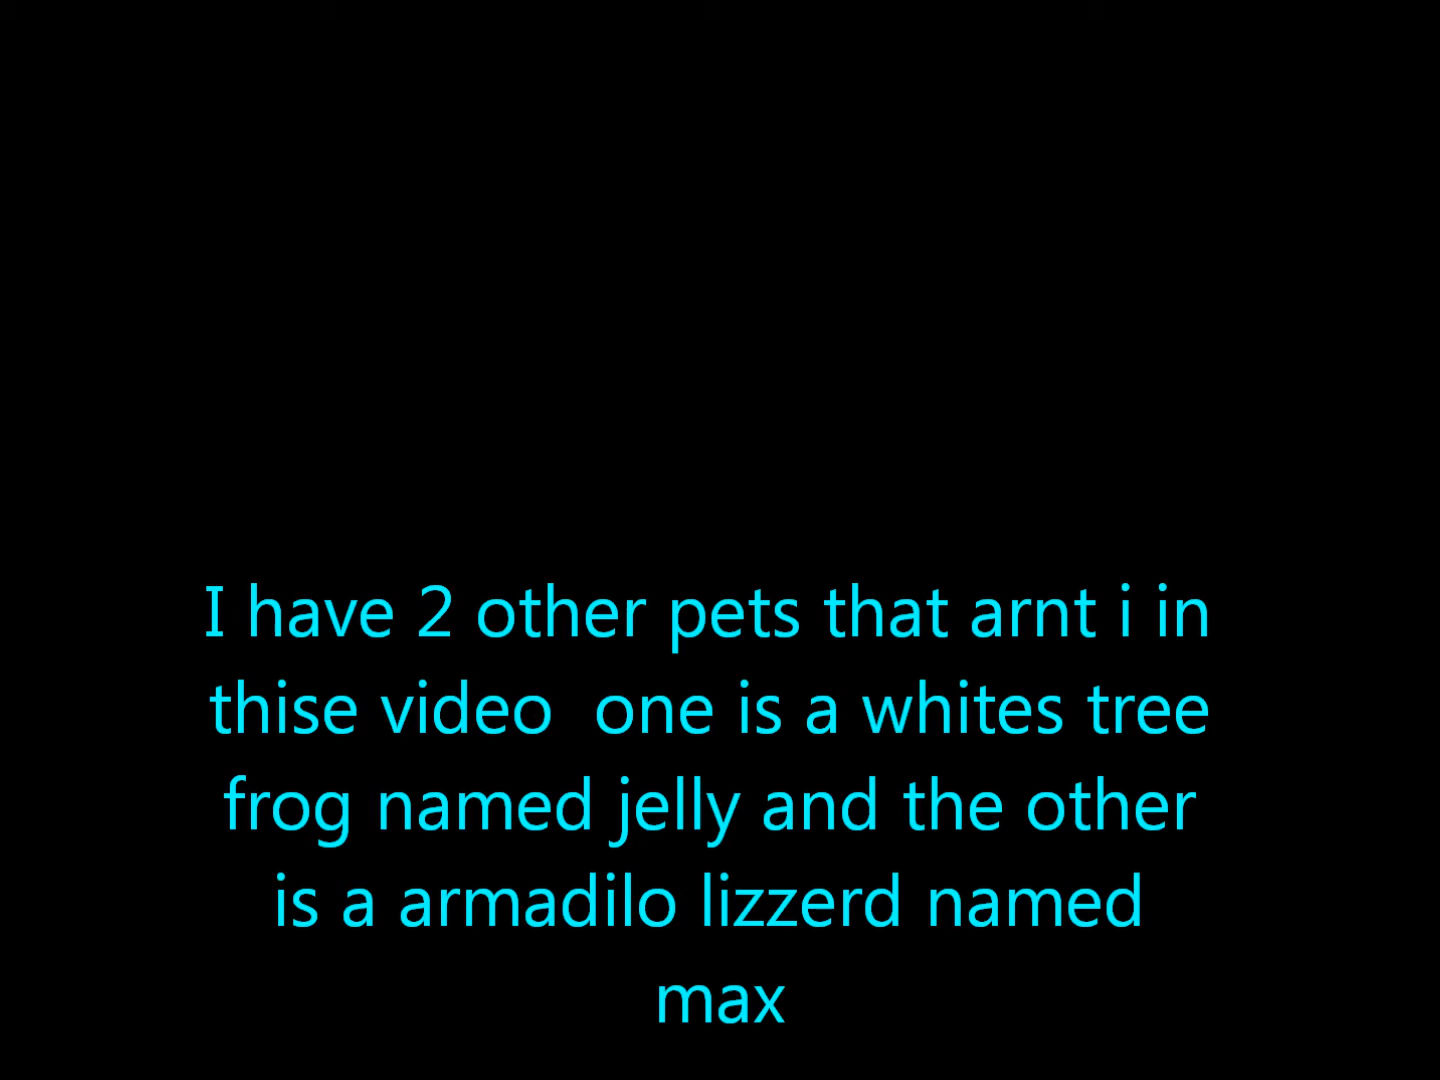 I have 2 other pets that arnt i in
thise video  one is a whites tree
frog named jelly and the other
is a armadilo lizzerd named
max